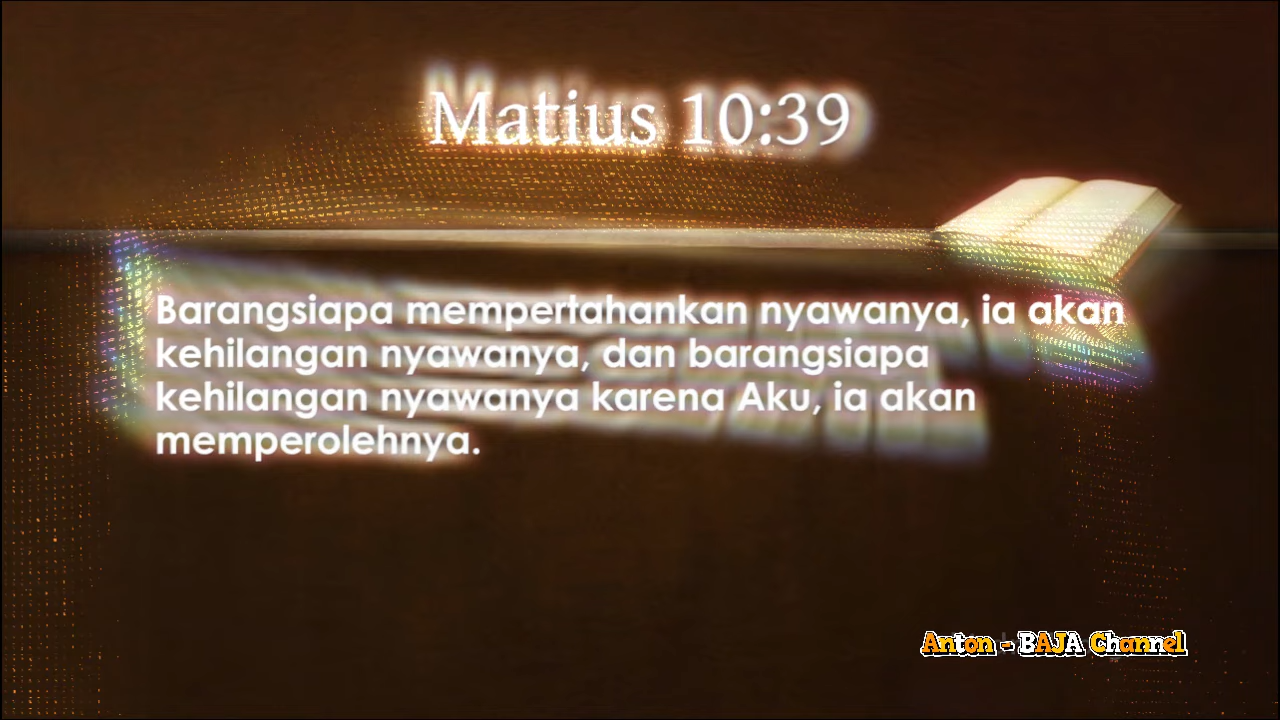 Matius 10:39
Barangsiapa mempertahankan nyawanya, ia akan
kehilangan nyawanya, dan barangsiapa
kehilangan nyawanya karena Aku, ia akan
memperolehnya.
Anton - BAJA Channel